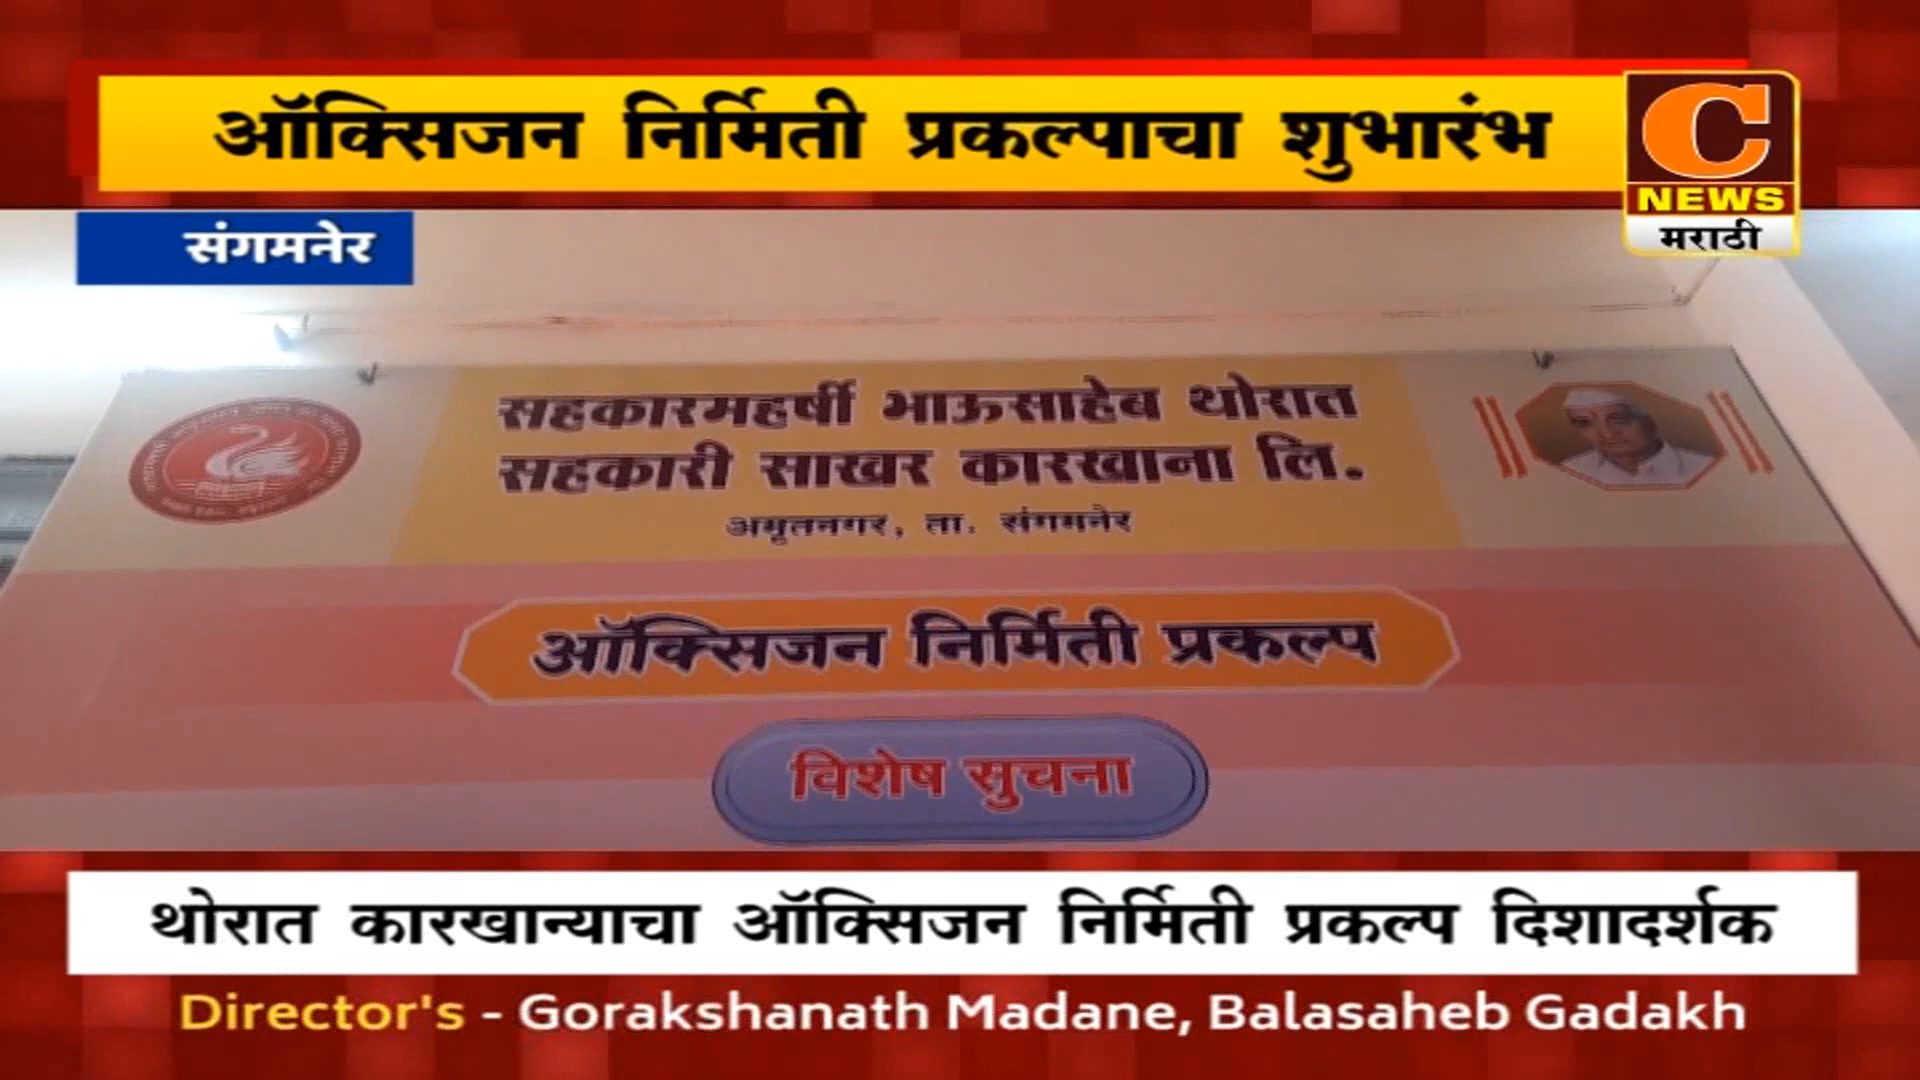 ऑक्सिजन निर्मिती प्रकल्पाचा शुभारंभ
C
NEWS
मराठी
संगमनेर
सहकारमहर्षी भाऊसाहेब थोरात
सहकारी साखर कारखाना लि.
अमृतनगर, ता. संगमनेर
ऑक्सिजन निर्मिती प्रकल्प
विशेष सुचना
थोरात कारखान्याचा ऑक्सिजन निर्मिती प्रकल्प दिशादर्शक
Director's - Gorakshanath Madane, Balasaheb Gadakh